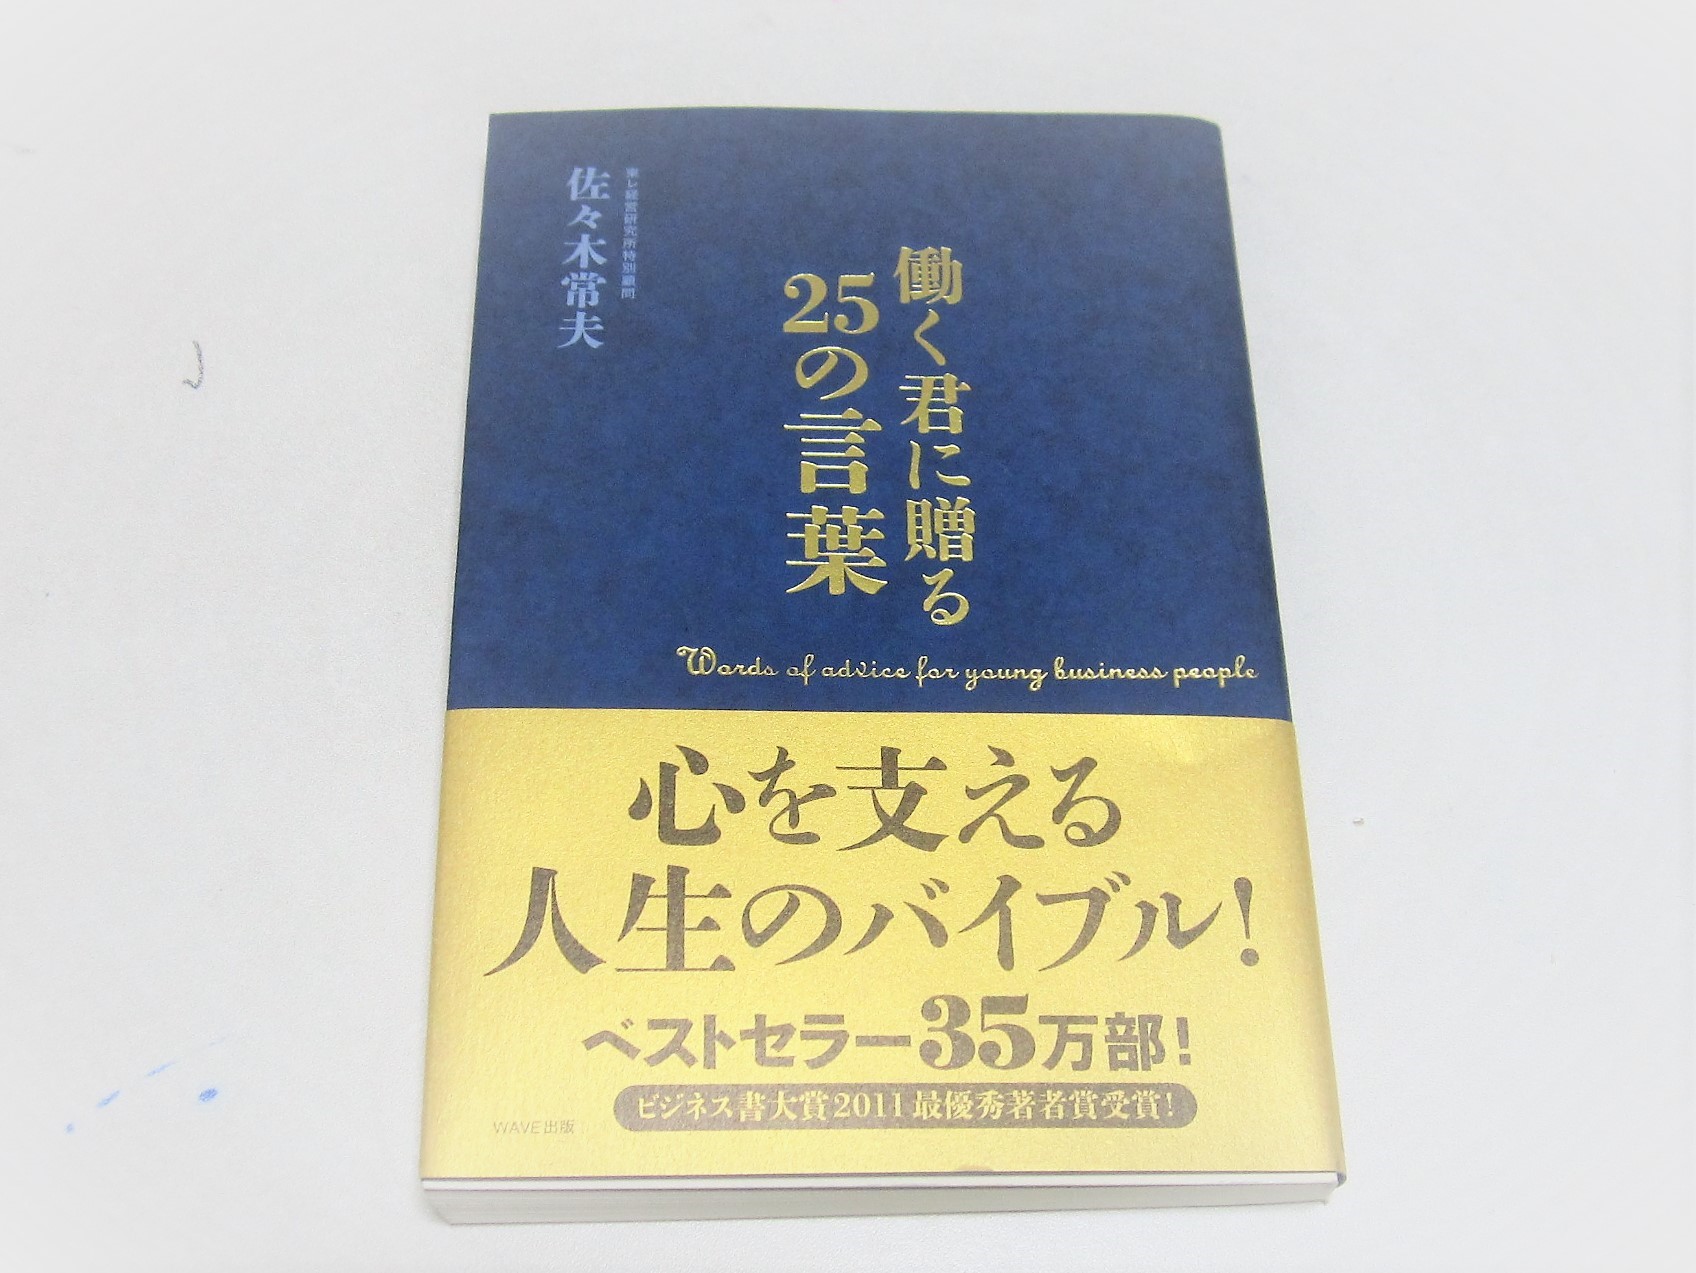 働く君に贈る
25の言葉
東レ経営研究所特別顧問
佐々木常夫
Words of advice for young business people
心を支える
人生のバイブル!
ベストセラー35万部!
ビジネス書大賞2011 最優秀著者賞受賞!
WAVE出版